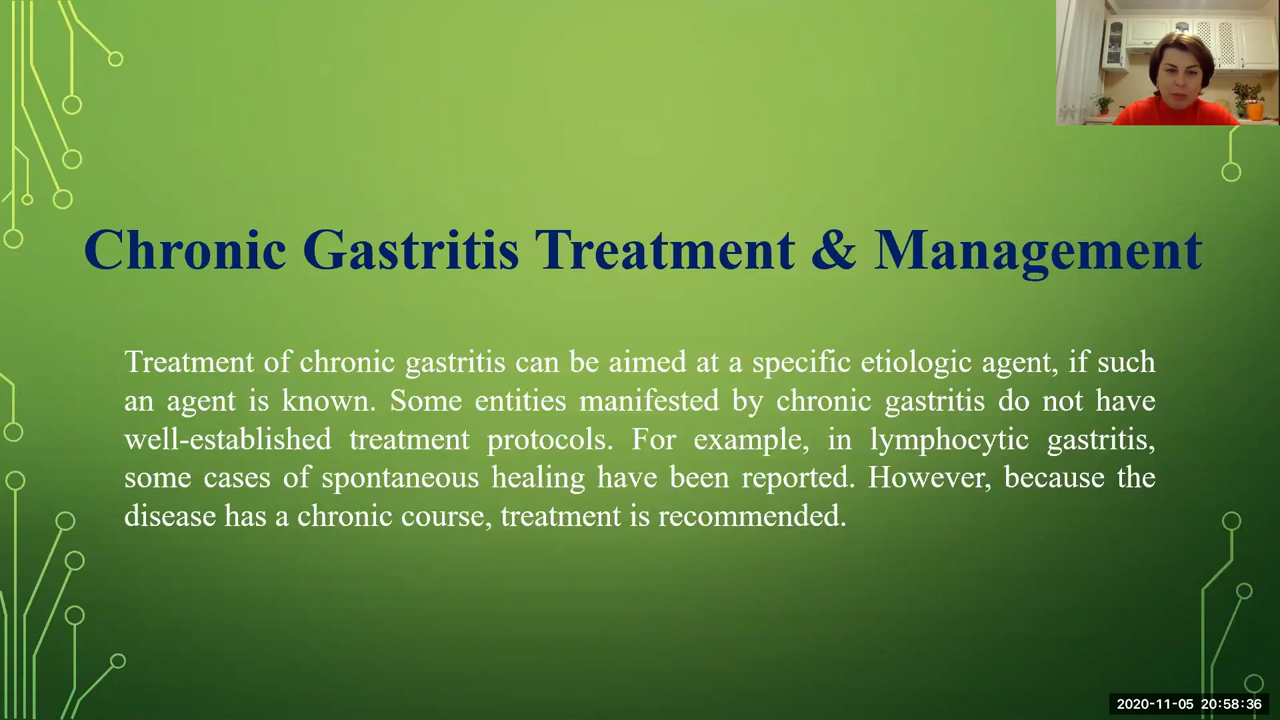 Chronic Gastritis Treatment & Management
Treatment of chronic gastritis can be aimed at a specific etiologic agent, if such
an agent is known. Some entities manifested by chronic gastritis do not have
well-established treatment protocols. For example, in lymphocytic gastritis,
some cases of spontaneous healing have been reported. However, because the
disease has a chronic course, treatment is recommended.
2020-11-05 20:58:36